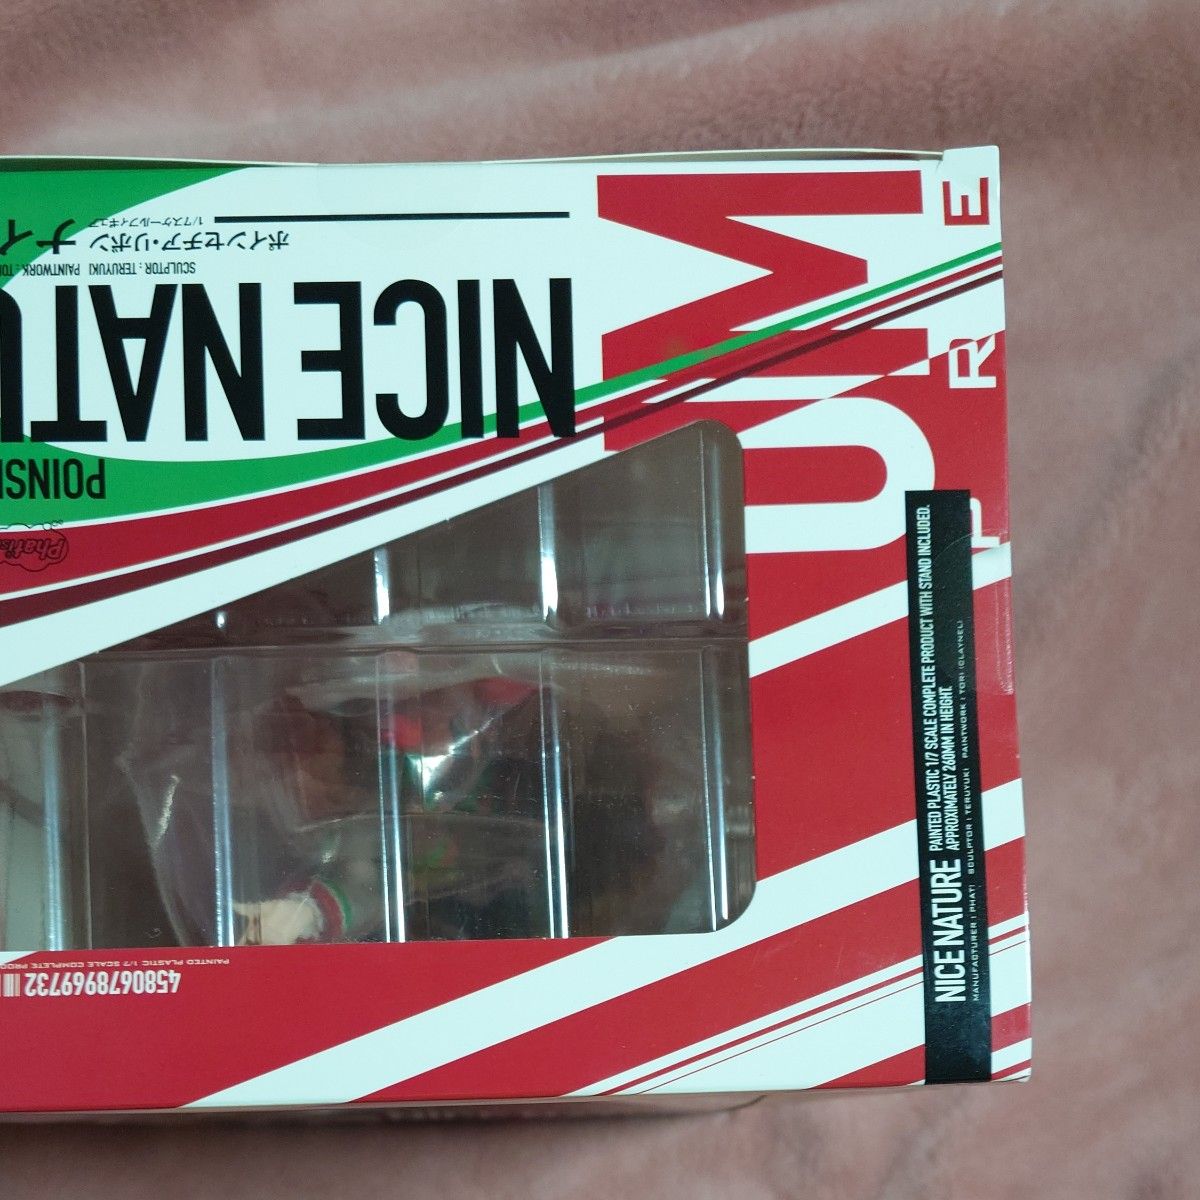 ポインセチア・リボン ナイ
1/7スケールフィギュア
SCULPTOR : TERUYUKI PAINTWORK : TORI
NICE NATU
POINSE
Phat!
UM
PRE
NICE NATURE
PAINTED PLASTIC 1/7 SCALE COMPLETE PRODUCT WITH STAND INCLUDED.
APPROXIMATELY 260MM IN HEIGHT.
MANUFACTURER | PHAT! SCULPTOR | TERUYUKI PAINTWORK | TORI (CLAYNEL)
PAINTED PLASTIC 1/7 SCALE COMPLETE PROD
4580678969732